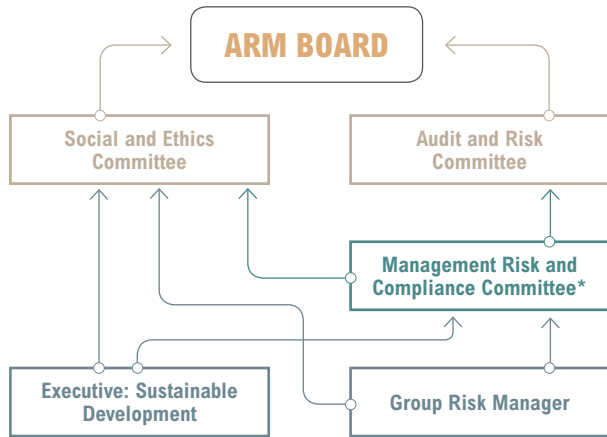 ARM BOARD
Social and Ethics
Committee
Audit and Risk
Committee
Management Risk and
Compliance Committee*
Executive: Sustainable
Development
Group Risk Manager